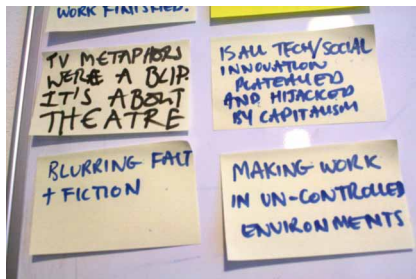 WORK FINISHED.
TV METAPHORS
WERE A BLIP.
IT'S ABOUT
THEATRE
IS ALL TECH/SOCIAL
INNOVATION
PLATEAUED
AND HIJACKED
BY CAPITALISM
BLURRING FACT
+ FICTION
MAKING WORK
IN UN-CONTROLLED
ENVIRONMENTS